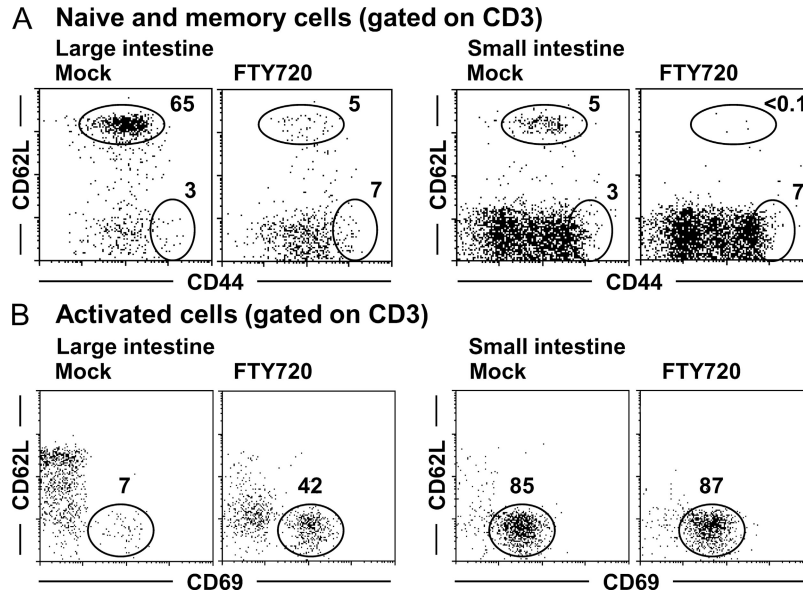 A Naive and memory cells (gated on CD3)
Large intestine Small intestine
Mock FTY720 Mock FTY720
65 5 5 <0.1
3 7 3 7
CD62L CD62L
CD44 CD44
B Activated cells (gated on CD3)
Large intestine Small intestine
Mock FTY720 Mock FTY720
7 42 85 87
CD62L CD62L
CD69 CD69